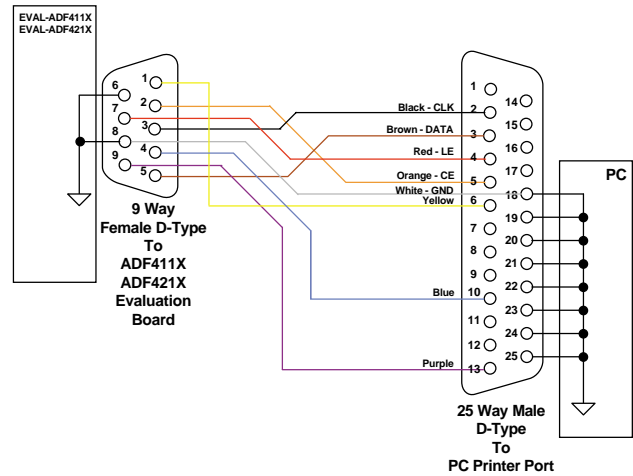 EVAL-ADF411X
EVAL-ADF421X
6
7
8
9
1
2
3
4
5
9 Way
Female D-Type
To
ADF411X
ADF421X
Evaluation
Board
Black - CLK
Brown - DATA
Red - LE
Orange - CE
White - GND
Yellow
Blue
Purple
1
2
3
4
5
6
7
8
9
10
11
12
13
14
15
16
17
18
19
20
21
22
23
24
25
PC
25 Way Male
D-Type
To
PC Printer Port